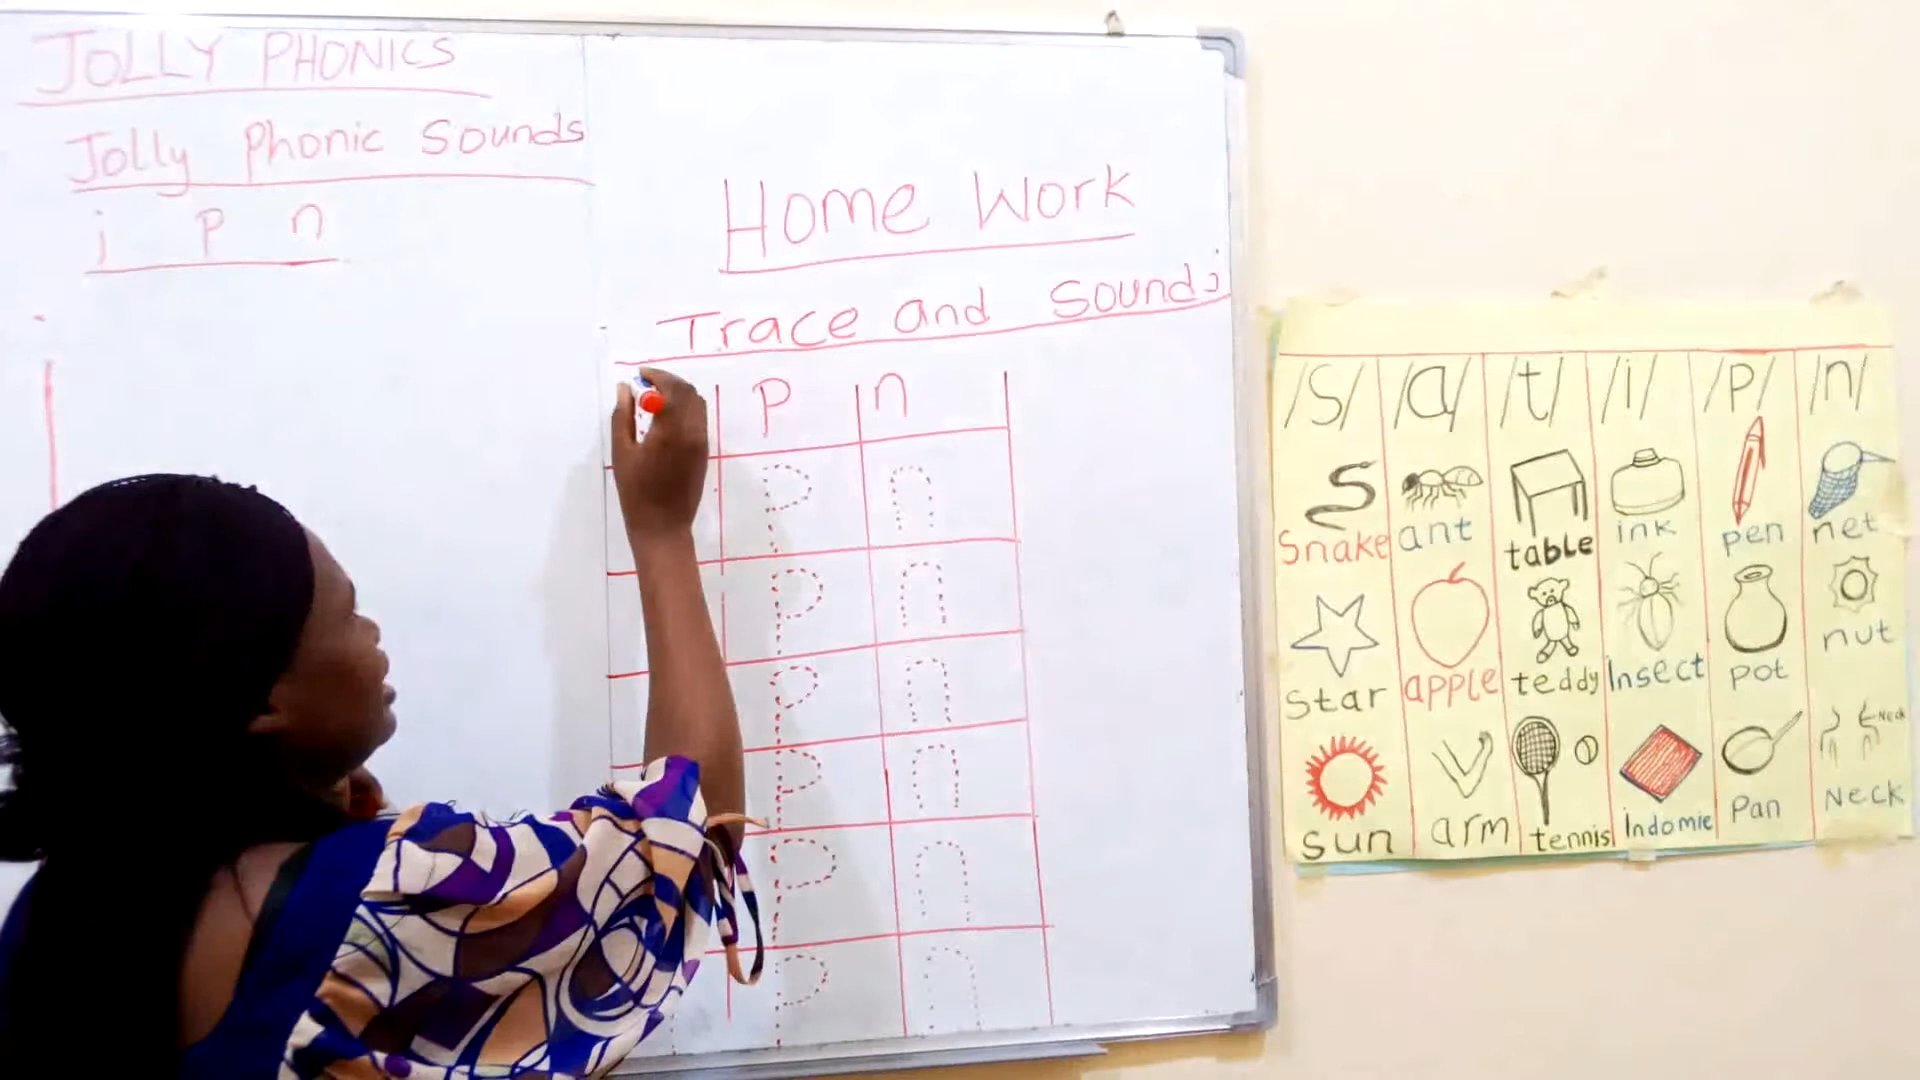 JOLLY PHONICS
Jolly Phonic Sounds
i p n
Home Work
Trace and Sound
p n
p n
p n
p n
p n
p n
p n
/s/ /a/ /t/ /i/ /p/ /n/
Snake ant table ink pen net
Star apple teddy Insect pot nut
Neck
sun arm tennis Indomie Pan Neck